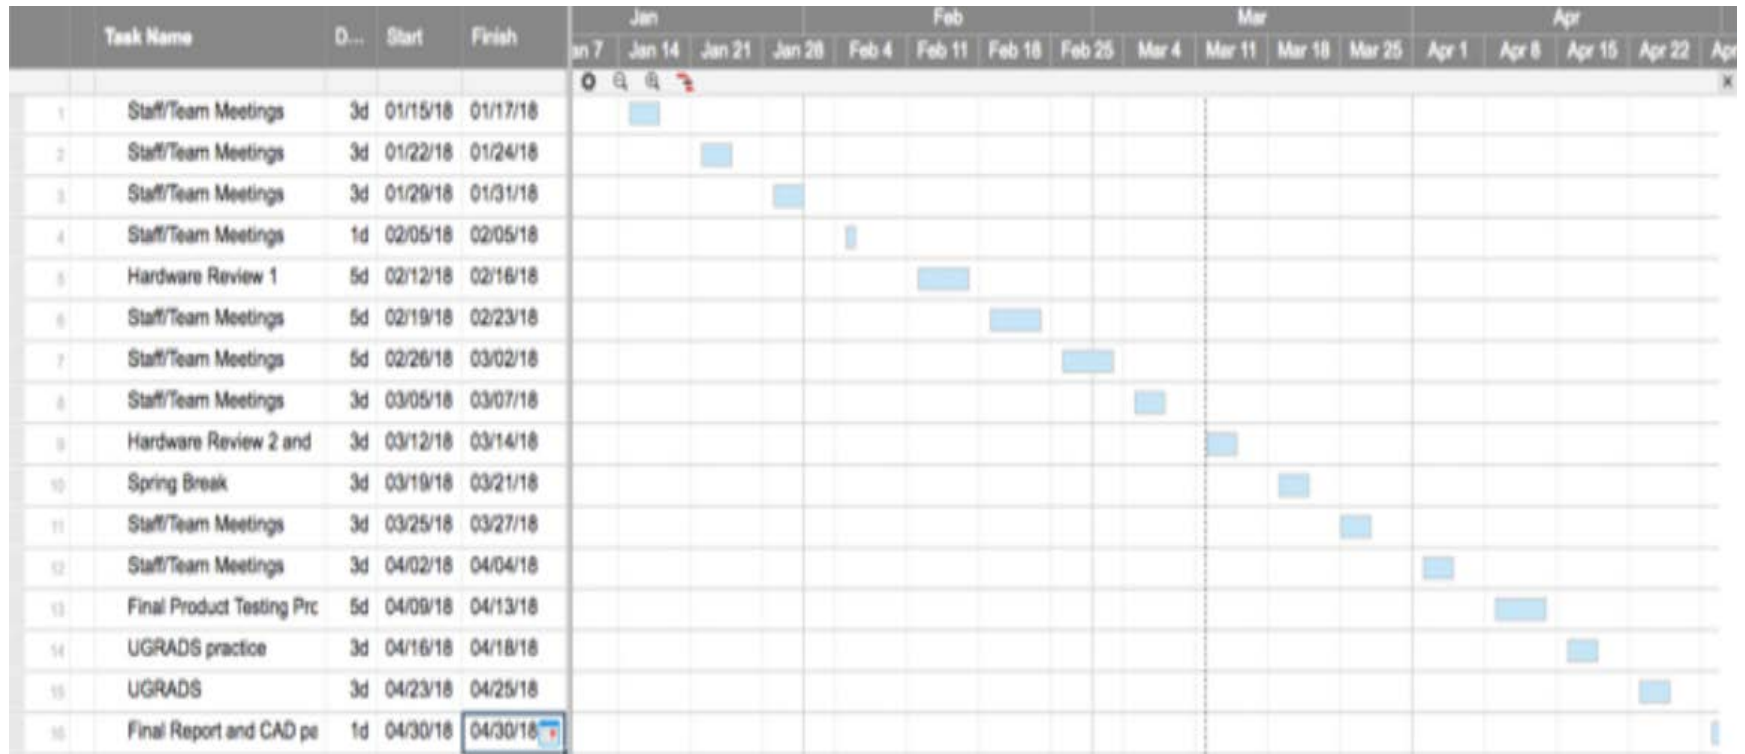 Jan Feb Mar Apr
Task Name D... Start Finish an 7 Jan 14 Jan 21 Jan 28 Feb 4 Feb 11 Feb 18 Feb 25 Mar 4 Mar 11 Mar 18 Mar 25 Apr 1 Apr 8 Apr 15 Apr 22 Apr
1 Staff/Team Meetings 3d 01/15/18 01/17/18
2 Staff/Team Meetings 3d 01/22/18 01/24/18
3 Staff/Team Meetings 3d 01/29/18 01/31/18
4 Staff/Team Meetings 1d 02/05/18 02/05/18
5 Hardware Review 1 5d 02/12/18 02/16/18
6 Staff/Team Meetings 5d 02/19/18 02/23/18
7 Staff/Team Meetings 5d 02/26/18 03/02/18
8 Staff/Team Meetings 3d 03/05/18 03/07/18
9 Hardware Review 2 and 3d 03/12/18 03/14/18
10 Spring Break 3d 03/19/18 03/21/18
11 Staff/Team Meetings 3d 03/25/18 03/27/18
12 Staff/Team Meetings 3d 04/02/18 04/04/18
13 Final Product Testing Prc 5d 04/09/18 04/13/18
14 UGRADS practice 3d 04/16/18 04/18/18
15 UGRADS 3d 04/23/18 04/25/18
16 Final Report and CAD pa 1d 04/30/18 04/30/18